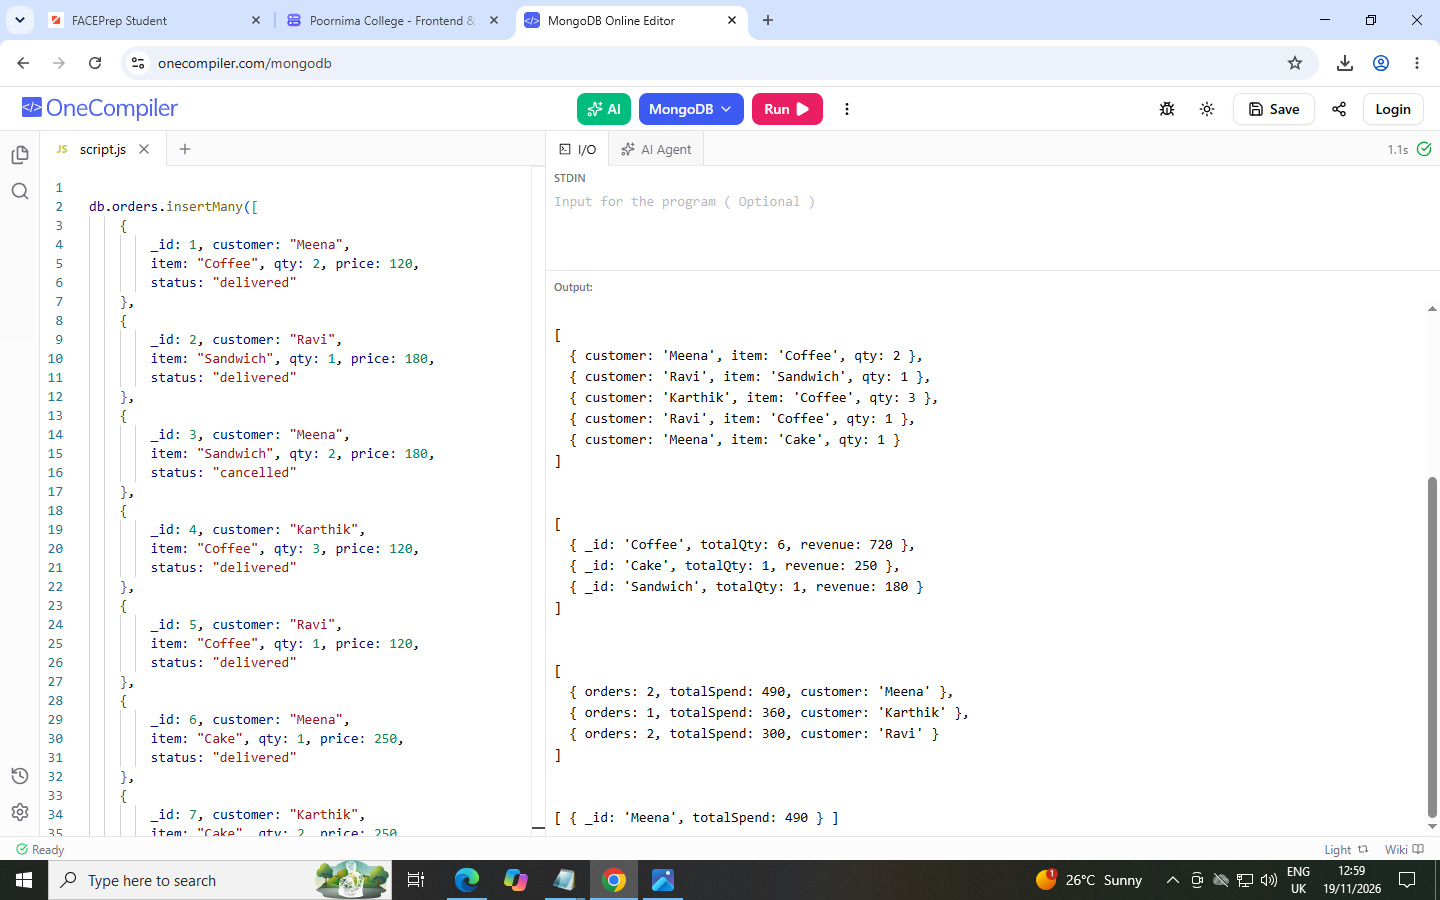 FACEPrep Student
Poornima College - Frontend &
MongoDB Online Editor
onecompiler.com/mongodb
</> OneCompiler
AI
MongoDB
Run
Save
Login
JS script.js
I/O
AI Agent
1.1s
1
2 db.orders.insertMany([
3 {
4 _id: 1, customer: "Meena",
5 item: "Coffee", qty: 2, price: 120,
6 status: "delivered"
7 },
8 {
9 _id: 2, customer: "Ravi",
10 item: "Sandwich", qty: 1, price: 180,
11 status: "delivered"
12 },
13 {
14 _id: 3, customer: "Meena",
15 item: "Sandwich", qty: 2, price: 180,
16 status: "cancelled"
17 },
18 {
19 _id: 4, customer: "Karthik",
20 item: "Coffee", qty: 3, price: 120,
21 status: "delivered"
22 },
23 {
24 _id: 5, customer: "Ravi",
25 item: "Coffee", qty: 1, price: 120,
26 status: "delivered"
27 },
28 {
29 _id: 6, customer: "Meena",
30 item: "Cake", qty: 1, price: 250,
31 status: "delivered"
32 },
33 {
34 _id: 7, customer: "Karthik",
35 item: "Cake", qty: 2, price: 250,
STDIN
Input for the program ( Optional )
Output:
[
{ customer: 'Meena', item: 'Coffee', qty: 2 },
{ customer: 'Ravi', item: 'Sandwich', qty: 1 },
{ customer: 'Karthik', item: 'Coffee', qty: 3 },
{ customer: 'Ravi', item: 'Coffee', qty: 1 },
{ customer: 'Meena', item: 'Cake', qty: 1 }
]
[
{ _id: 'Coffee', totalQty: 6, revenue: 720 },
{ _id: 'Cake', totalQty: 1, revenue: 250 },
{ _id: 'Sandwich', totalQty: 1, revenue: 180 }
]
[
{ orders: 2, totalSpend: 490, customer: 'Meena' },
{ orders: 1, totalSpend: 360, customer: 'Karthik' },
{ orders: 2, totalSpend: 300, customer: 'Ravi' }
]
[ { _id: 'Meena', totalSpend: 490 } ]
Ready
Light
Wiki
Type here to search
1
26°C Sunny
ENG
UK
12:59
19/11/2026